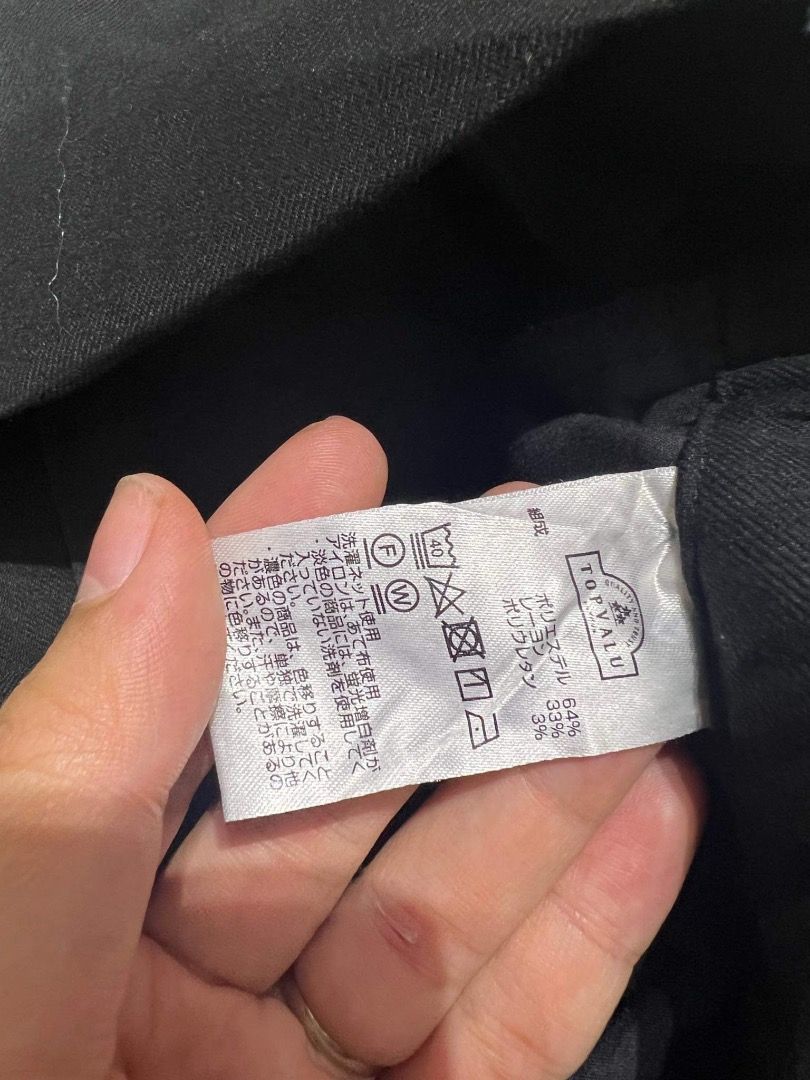 TOPVALU
組成
ポリエステル 64%
レーヨン 33%
ポリウレタン 3%
40
F
W
洗濯ネット使用
アイロンは、あて布使用
・淡色の商品には、蛍光増白剤が
入っていない洗剤を使用して
ください。
・濃色の商品は、色移りすること
があるので、単独で洗濯して
ください。また、汗や摩擦により他
の物に色移りすることがあるの
ください。